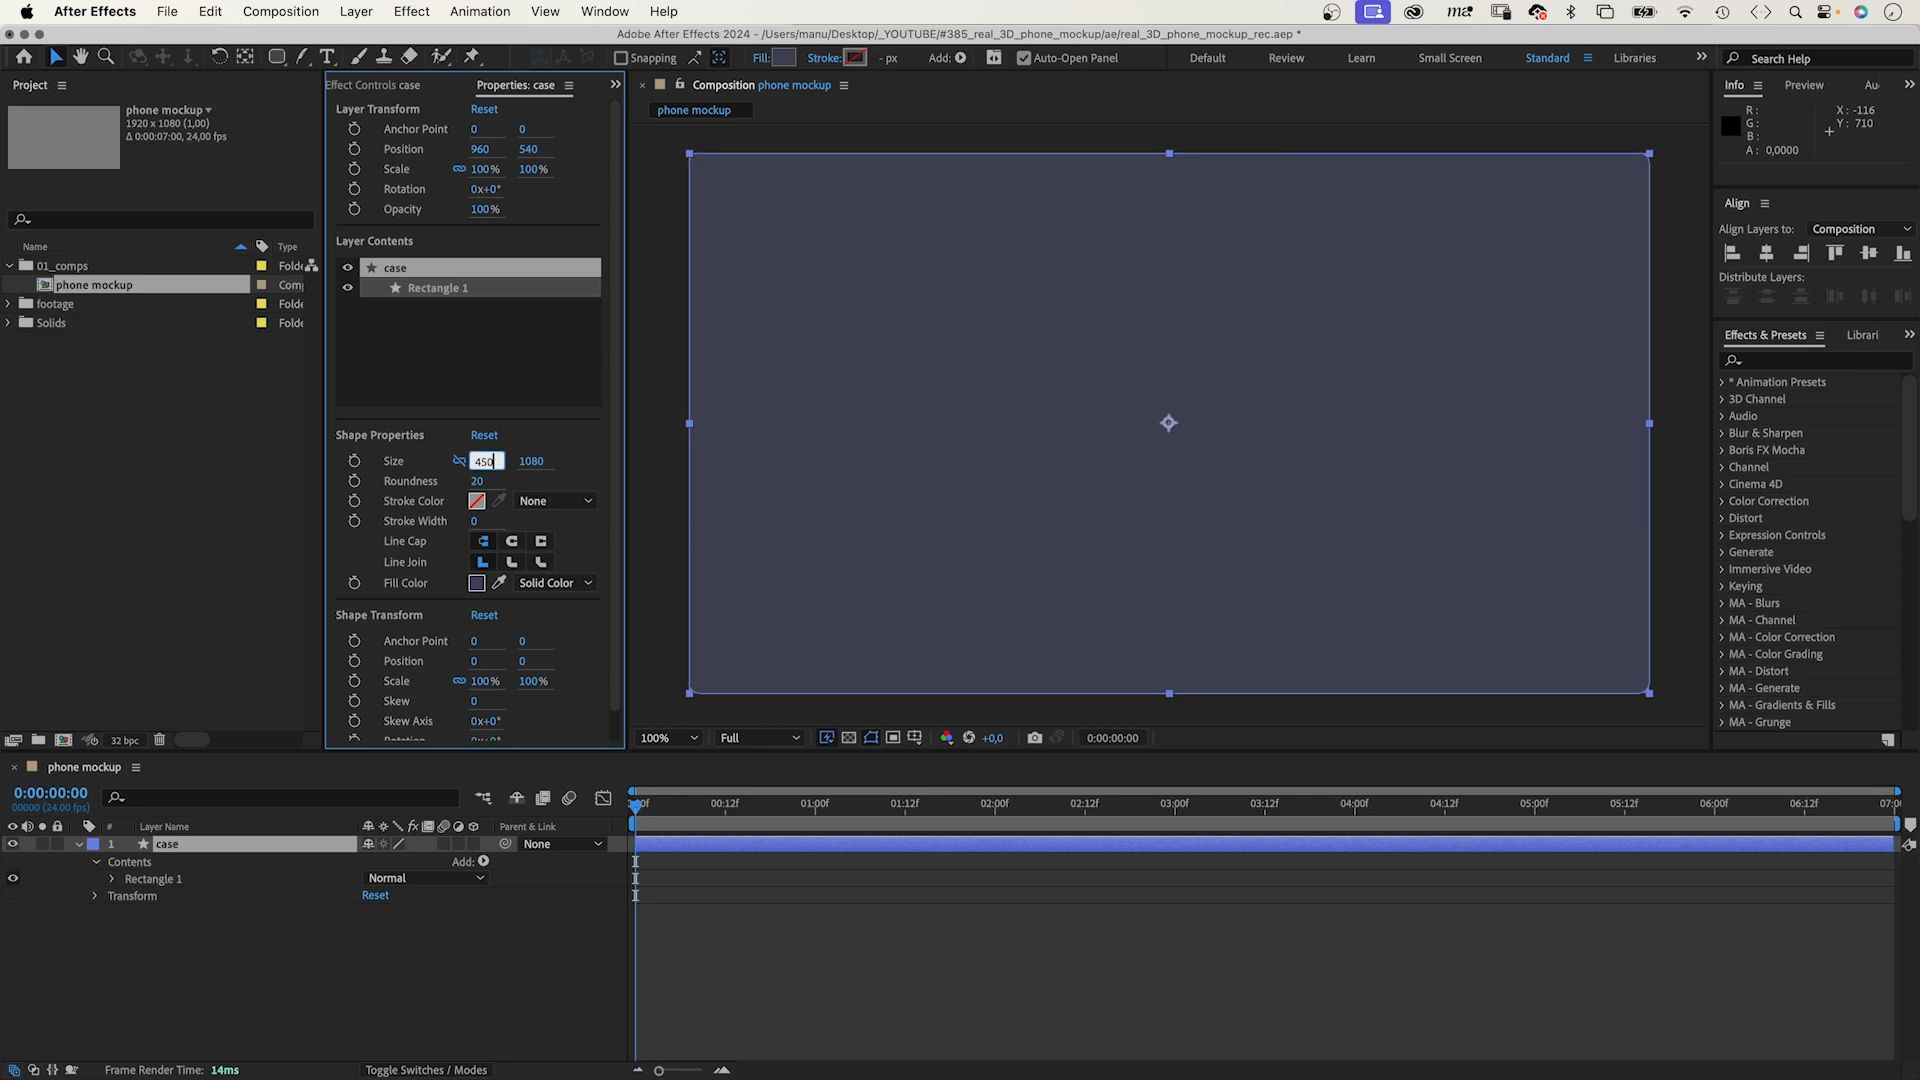 After Effects File Edit Composition Layer Effect Animation View Window Help
Adobe After Effects 2024 - /Users/manu/Desktop/_YOUTUBE/#385_real_3D_phone_mockup/ae/real_3D_phone_mockup_rec.aep *
Snapping Fill: Stroke: - px Add: Auto-Open Panel Default Review Learn Small Screen Standard Libraries Search Help
Project
phone mockup
1920 x 1080 (1,00)
Δ 0:00:07:00, 24,00 fps
Name Type
01_comps Folde
phone mockup Comp
footage Folde
Solids Folde
32 bpc
Effect Controls case Properties: case
Layer Transform Reset
Anchor Point 0 0
Position 960 540
Scale 100% 100%
Rotation 0x+0°
Opacity 100%
Layer Contents
case
Rectangle 1
Shape Properties Reset
Size 450 1080
Roundness 20
Stroke Color None
Stroke Width 0
Line Cap
Line Join
Fill Color Solid Color
Shape Transform Reset
Anchor Point 0 0
Position 0 0
Scale 100% 100%
Skew 0
Skew Axis 0x+0°
Composition phone mockup
phone mockup
100% Full +0,0 0:00:00:00
Info Preview Au
R: X: -116
G: Y: 710
B:
A: 0,0000
Align
Align Layers to: Composition
Distribute Layers:
Effects & Presets Librari
* Animation Presets
3D Channel
Audio
Blur & Sharpen
Boris FX Mocha
Channel
Cinema 4D
Color Correction
Distort
Expression Controls
Generate
Immersive Video
Keying
MA - Blurs
MA - Channel
MA - Color Correction
MA - Color Grading
MA - Distort
MA - Generate
MA - Gradients & Fills
MA - Grunge
phone mockup
0:00:00:00
00000 (24.00 fps)
00:12f 01:00f 01:12f 02:00f 02:12f 03:00f 03:12f 04:00f 04:12f 05:00f 05:12f 06:00f 06:12f 07:0
# Layer Name fx Parent & Link
1 case None
Contents Add:
Rectangle 1 Normal
Transform Reset
Frame Render Time: 14ms Toggle Switches / Modes